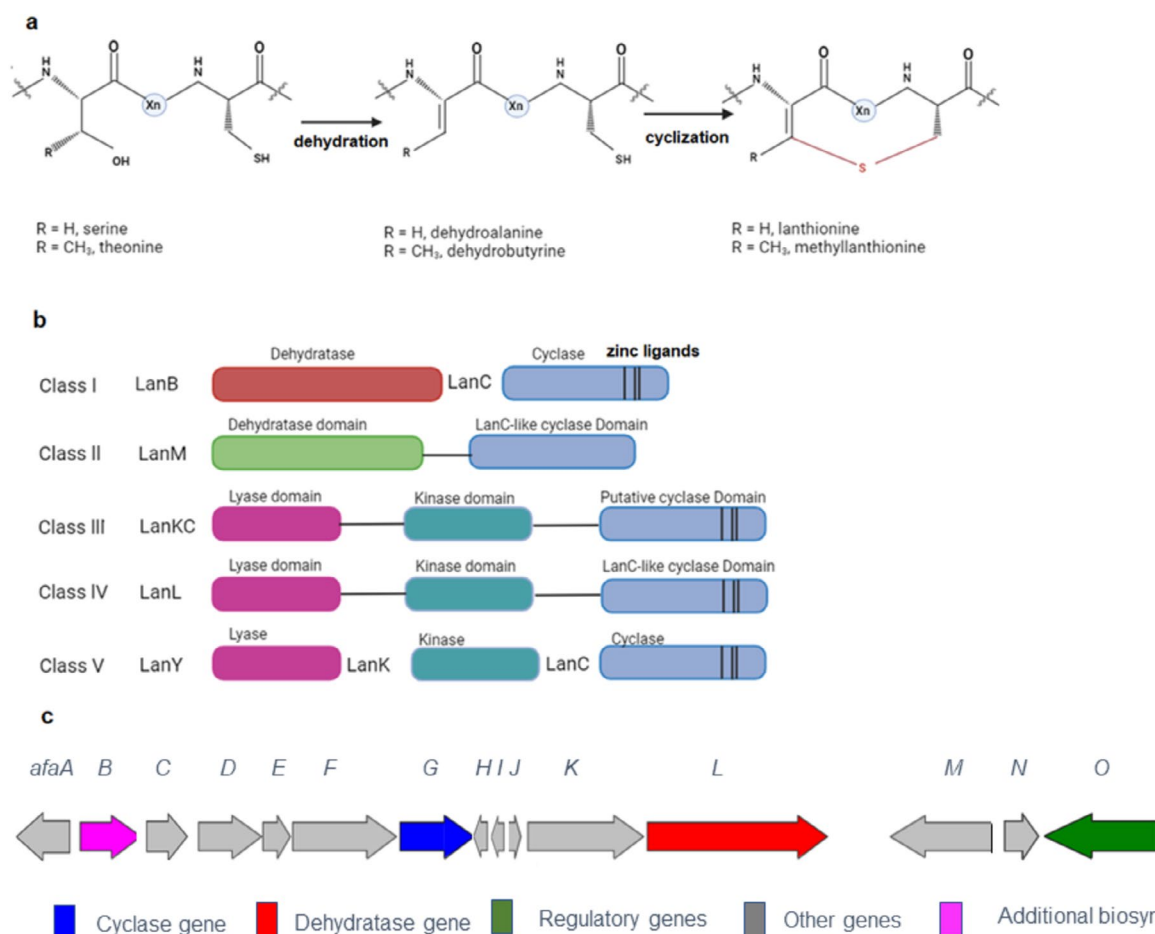 a
H
N
O
Xn
H
N
O
R
OH
SH
dehydration
H
N
O
Xn
H
N
O
R
SH
cyclization
H
N
O
Xn
H
N
O
R
S
R = H, serine
R = CH₃, theonine
R = H, dehydroalanine
R = CH₃, dehydrobutyrine
R = H, lanthionine
R = CH₃, methyllanthionine
b
Dehydratase Cyclase zinc ligands
Class I LanB LanC
Dehydratase domain LanC-like cyclase Domain
Class II LanM
Lyase domain Kinase domain Putative cyclase Domain
Class III LanKC
Lyase domain Kinase domain LanC-like cyclase Domain
Class IV LanL
Lyase Kinase Cyclase
Class V LanY LanK LanC
c
afaA B C D E F G H I J K L M N O
Cyclase gene Dehydratase gene Regulatory genes Other genes Additional biosyn